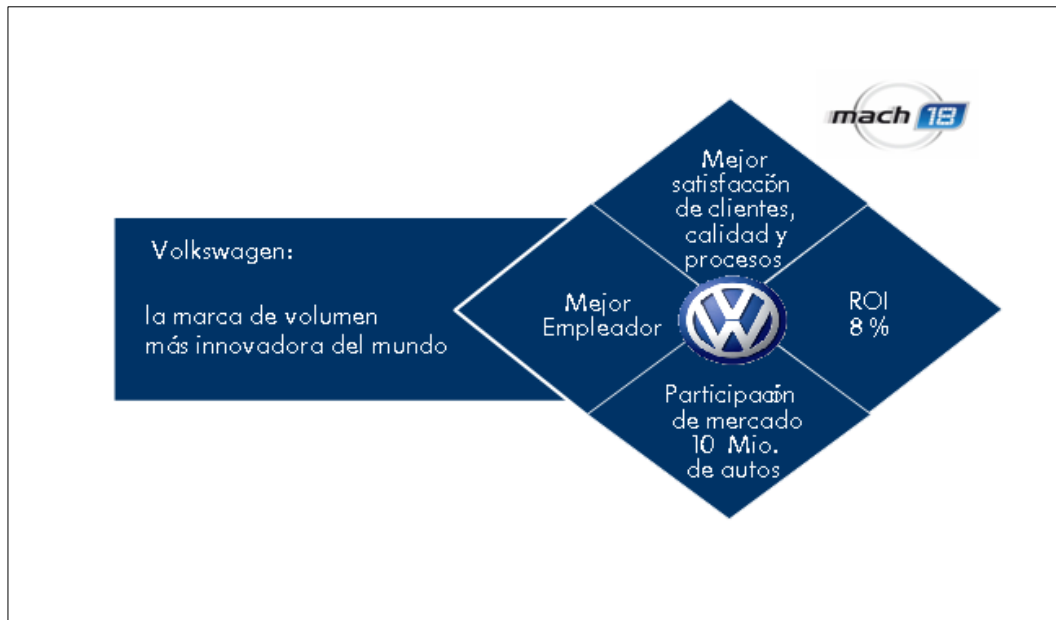 mach 18
Mejor
satisfacción
de clientes,
calidad y
procesos
Volkswagen:
la marca de volumen
más innovadora del mundo
Mejor
Empleador
ROI
8 %
Participación
de mercado
10 Mio.
de autos